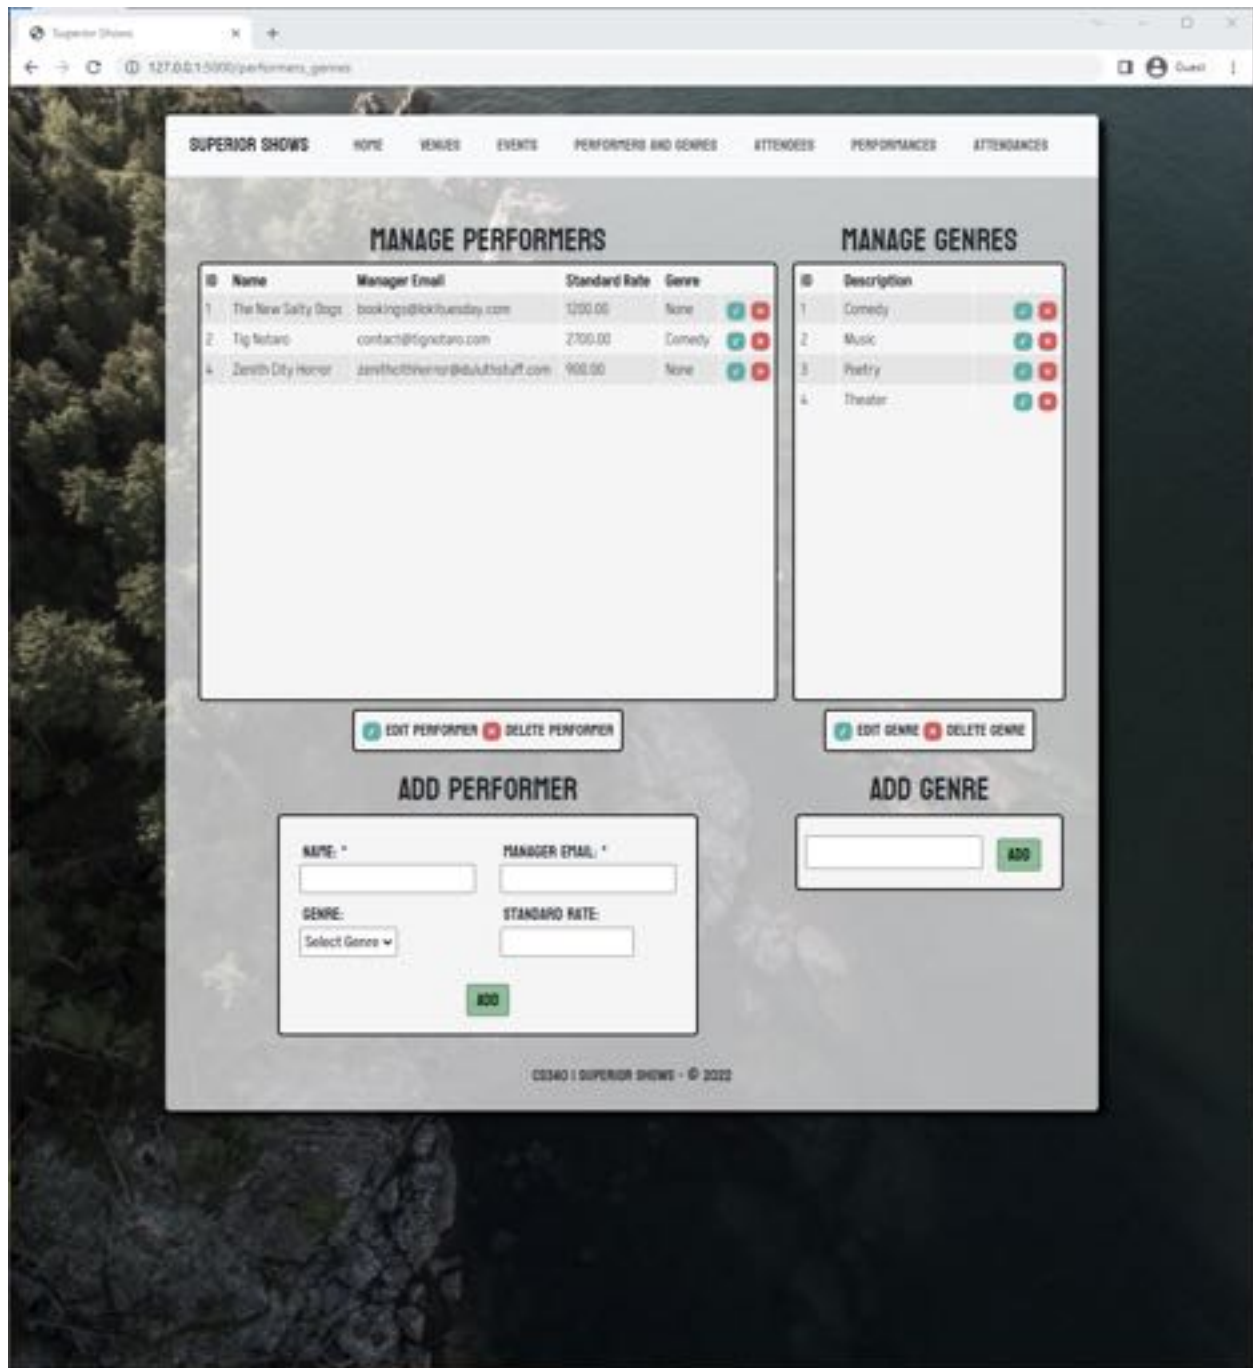 Superior Shows
127.0.0.1:5000/performers_genres
Guest
SUPERIOR SHOWS HOME VENUES EVENTS PERFORMERS AND GENRES ATTENDEES PERFORMANCES ATTENDANCES
MANAGE PERFORMERS
ID Name Manager Email Standard Rate Genre
1 The New Salty Dogs bookings@lokituesday.com 1200.00 None
2 Tig Notaro contact@tignotaro.com 2700.00 Comedy
4 Zenith City Horror 900.00 None
EDIT PERFORMER DELETE PERFORMER
MANAGE GENRES
ID Description
1 Comedy
2 Music
3 Poetry
4 Theater
EDIT GENRE DELETE GENRE
ADD PERFORMER
NAME: * MANAGER EMAIL: *
GENRE: STANDARD RATE:
Select Genre
ADD
ADD GENRE
ADD
CS340 | SUPERIOR SHOWS - © 2022